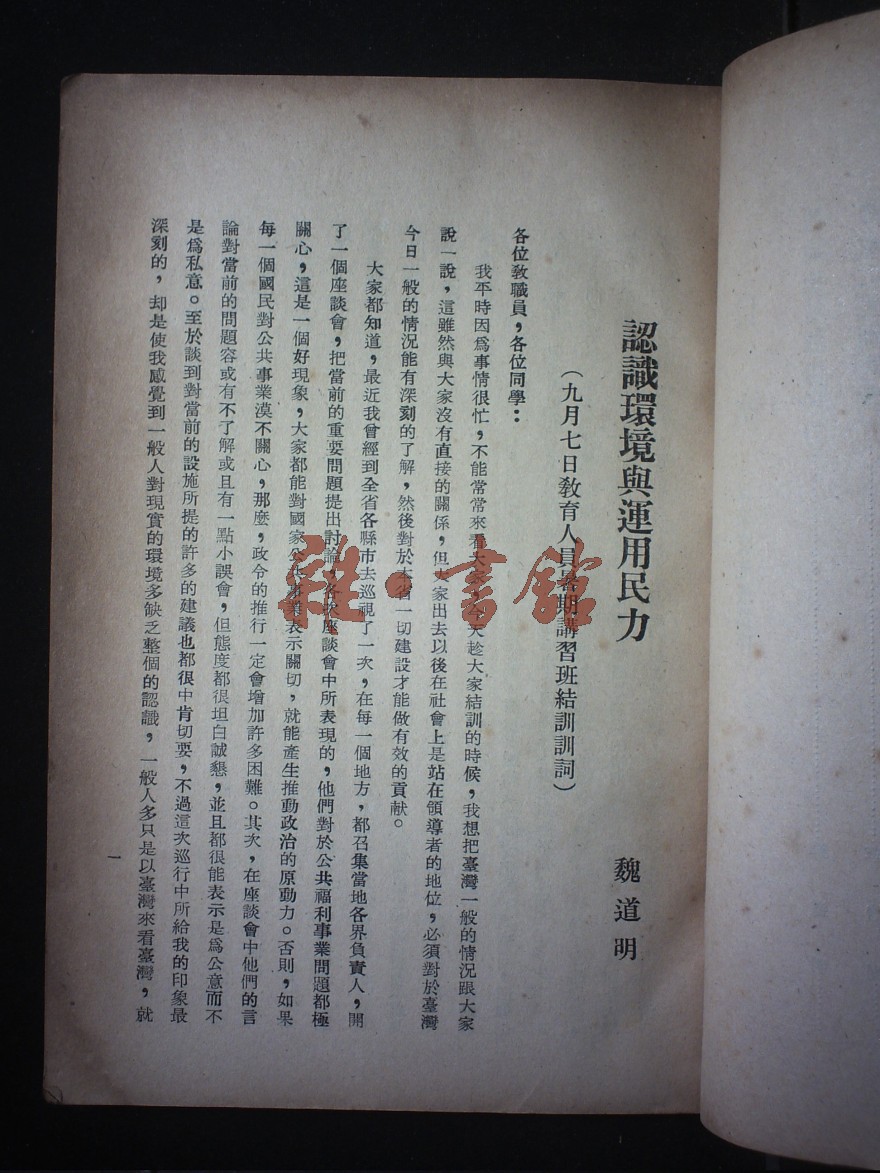 認識環境與運用民力
魏道明
（九月七日教育人員暑期講習班結訓訓詞）
各位教職員，各位同學：
我平時因爲事情很忙，不能常常來看大家，今天趁大家結訓的時候，我想把臺灣一般的情況跟大家
說一說，這雖然與大家沒有直接的關係，但大家出去以後在社會上是站在領導者的地位，必須對於臺灣
今日一般的情況能有深刻的了解，然後對於本省一切建設才能做有效的貢献。
大家都知道，最近我曾經到全省各縣市去巡視了一次，在每一個地方，都召集當地各界負責人，開
了一個座談會，把當前的重要問題提出討論，各次座談會中所表現的，他們對於公共福利事業問題都極
關心，這是一個好現象，大家都能對國家公共事業表示關切，就能產生推動政治的原動力。否則，如果
每一個國民對公共事業漠不關心，那麼，政令的推行一定會增加許多困難。其次，在座談會中他們的言
論對當前的問題容或有不了解或且有一點小誤會，但態度都很坦白誠懇，並且都很能表示是爲公意而不
是爲私意。至於談到對當前的設施所提的許多的建議也都很中肯切要，不過這次巡行中所給我的印象最
深刻的，却是使我感覺到一般人對現實的環境多缺乏整個的認識，一般人多只是以臺灣來看臺灣，就
一
雜·書館